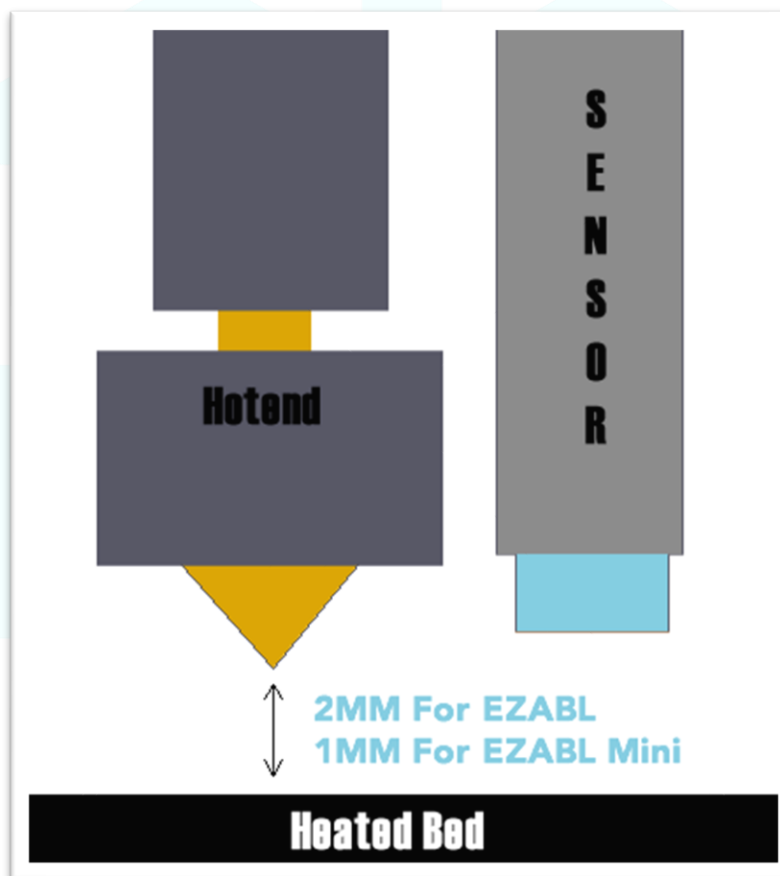 SENSOR
Hotend
2MM For EZABL
1MM For EZABL Mini
Heated Bed